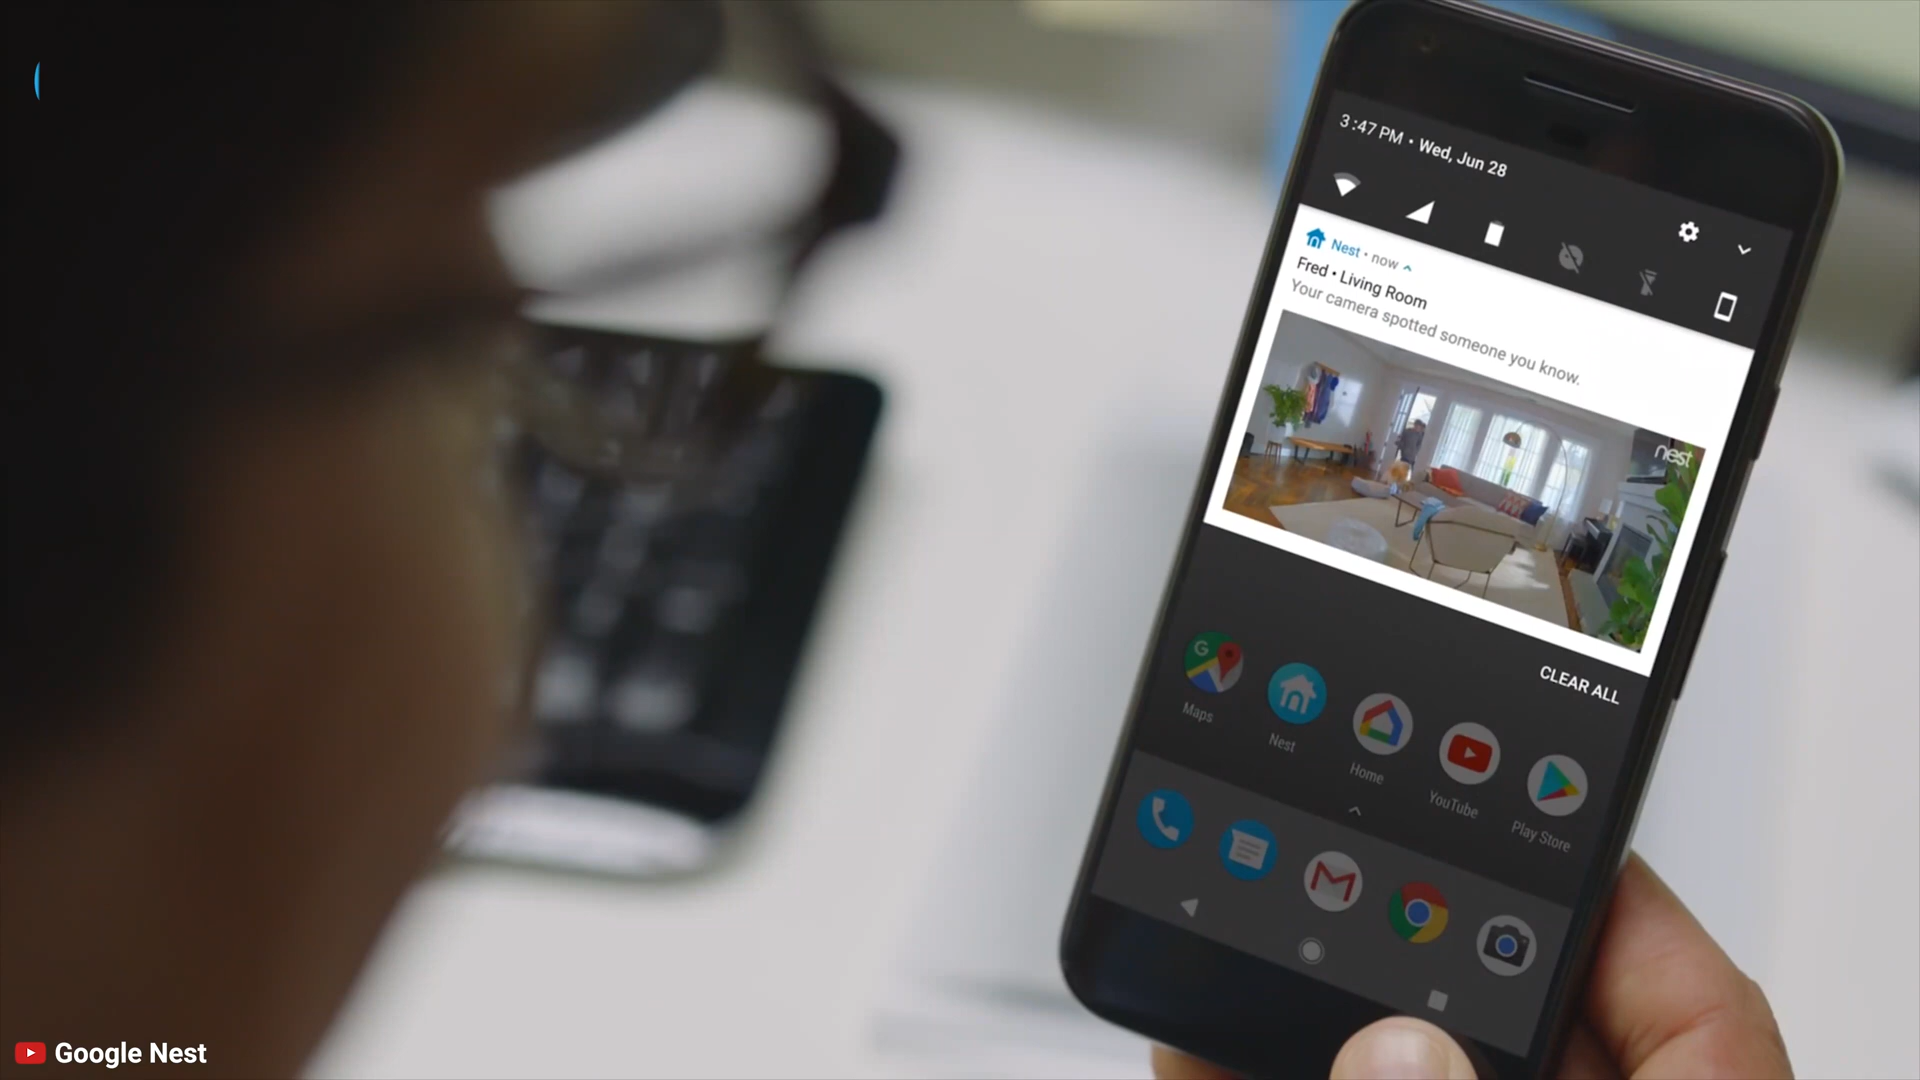 3:47 PM • Wed, Jun 28
Nest • now
Fred • Living Room
Your camera spotted someone you know.
nest
CLEAR ALL
Maps
Nest
Home
YouTube
Play Store
Google Nest